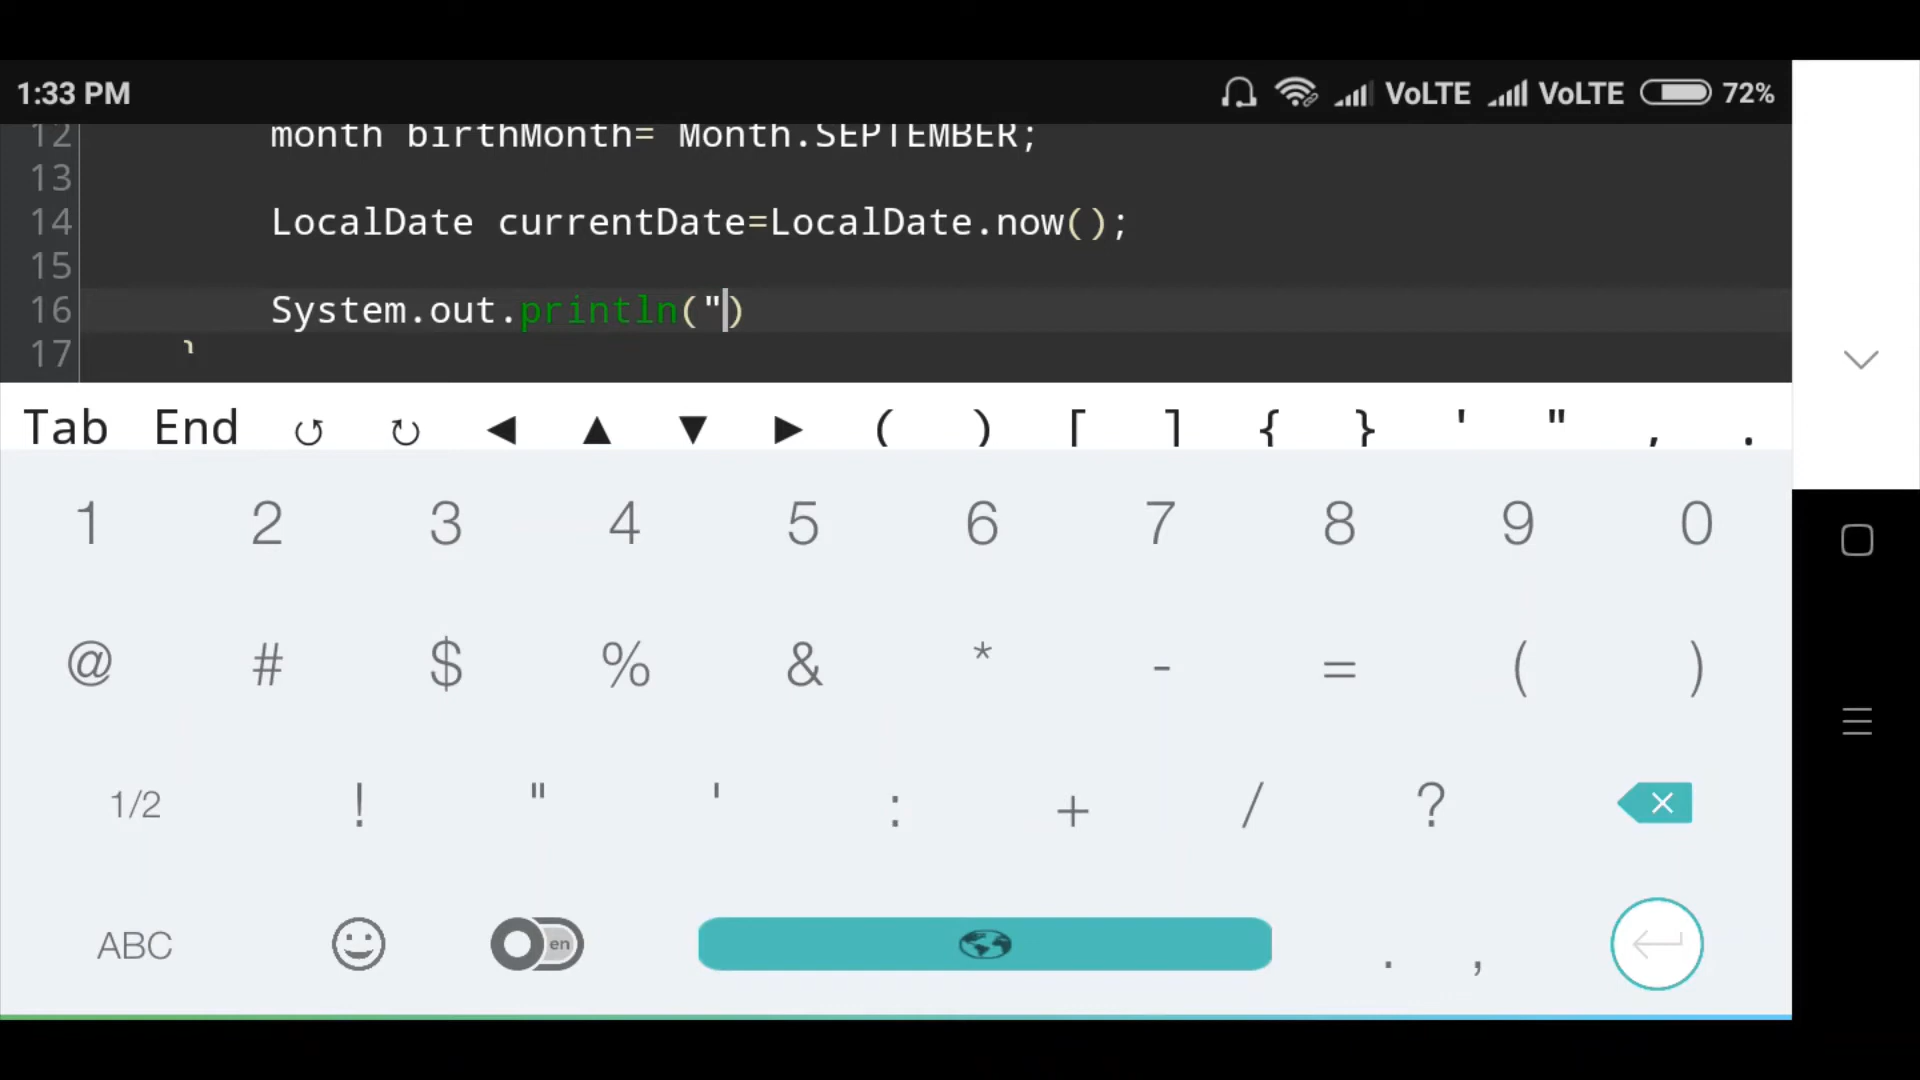 1:33 PM VoLTE VoLTE 72%
12 month birthMonth= Month.SEPTEMBER;
13
14 LocalDate currentDate=LocalDate.now();
15
16 System.out.println(")
17 }
Tab End ↺ ↻ ◀ ▲ ▼ ▶ ( ) [ ] { } ' " , .
1 2 3 4 5 6 7 8 9 0
@ # $ % & * - = ( )
1/2 ! " ' : + / ?
ABC en . ,